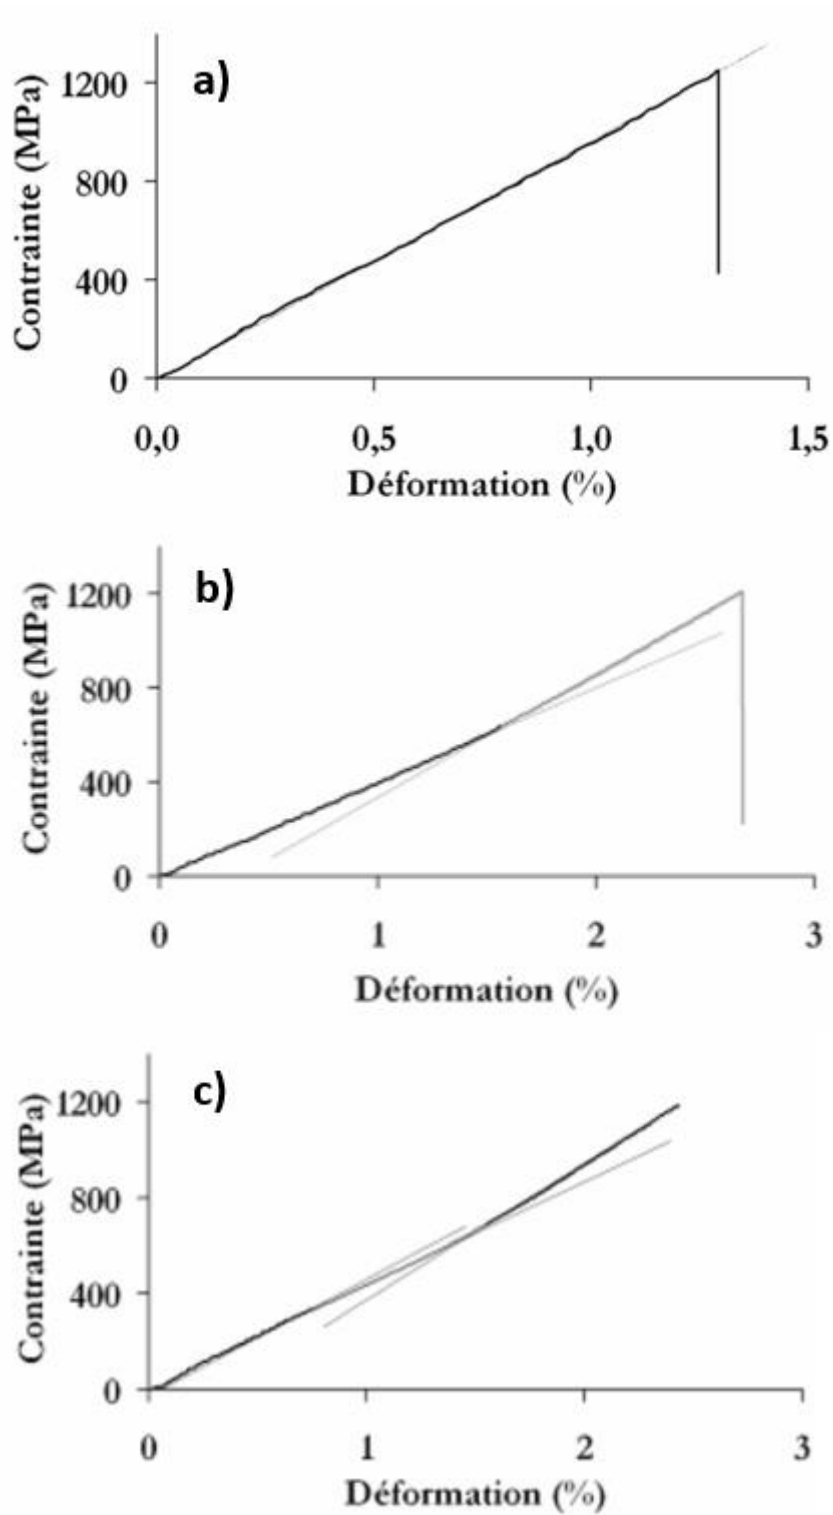 a)
Contrainte (MPa)
1200
800
400
0
0,0 0,5 1,0 1,5
Déformation (%)
b)
Contrainte (MPa)
1200
800
400
0
0 1 2 3
Déformation (%)
c)
Contrainte (MPa)
1200
800
400
0
0 1 2 3
Déformation (%)